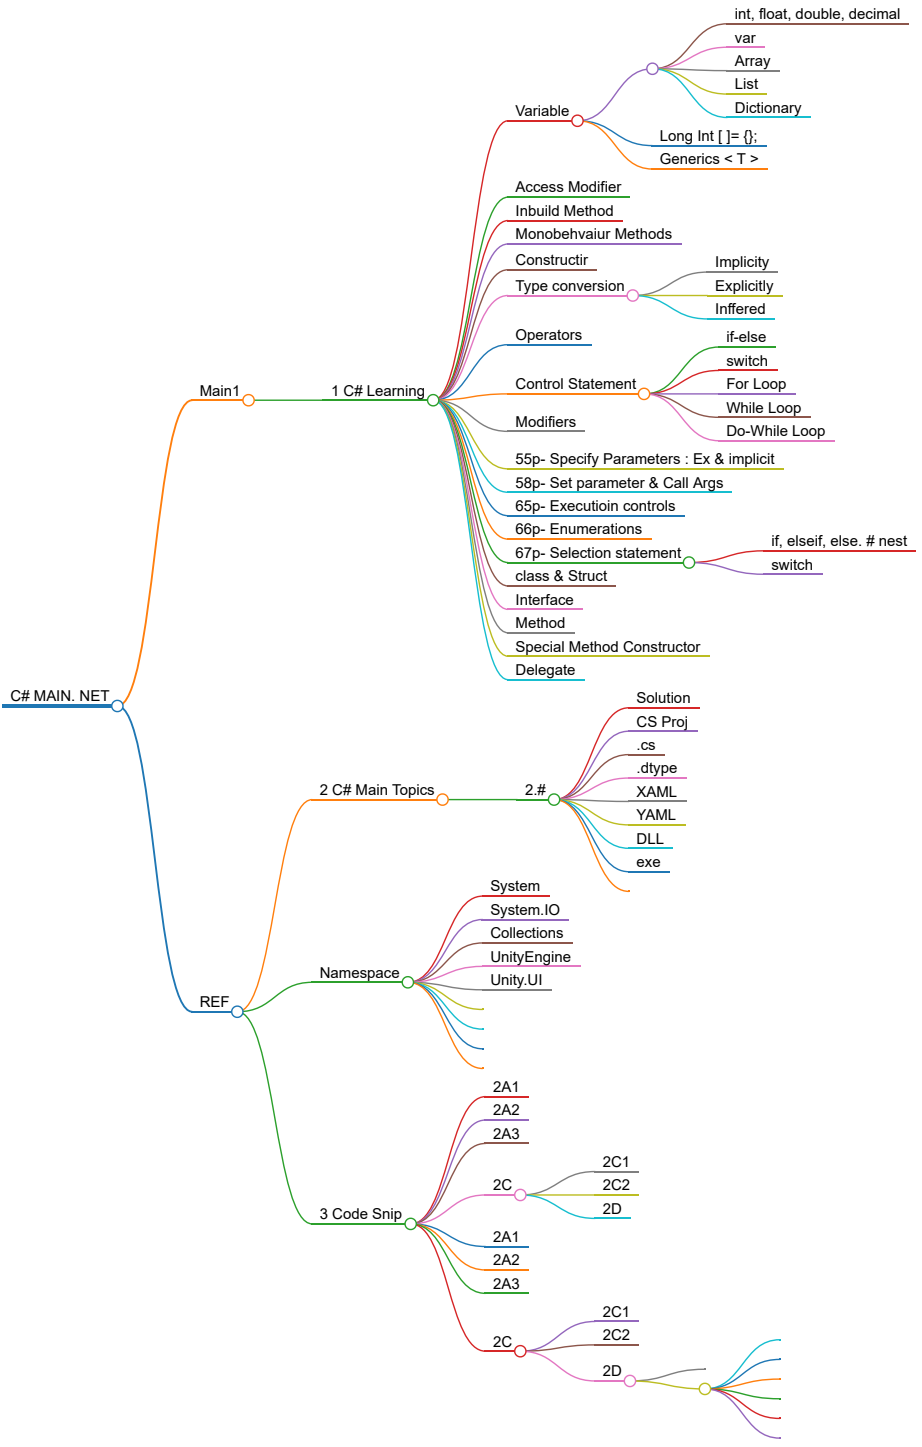 int, float, double, decimal
var
Array
List
Dictionary
Variable
Long Int [ ]= {};
Generics < T >
Access Modifier
Inbuild Method
Monobehvaiur Methods
Constructir
Type conversion
Implicity
Explicitly
Inffered
Operators
if-else
switch
Control Statement
For Loop
While Loop
Do-While Loop
Main1
1 C# Learning
Modifiers
55p- Specify Parameters : Ex & implicit
58p- Set parameter & Call Args
65p- Executioin controls
66p- Enumerations
67p- Selection statement
if, elseif, else. # nest
switch
class & Struct
Interface
Method
Special Method Constructor
Delegate
C# MAIN. NET
Solution
CS Proj
.cs
.dtype
2 C# Main Topics
2.#
XAML
YAML
DLL
exe
System
System.IO
Collections
UnityEngine
Namespace
Unity.UI
REF
2A1
2A2
2A3
2C
2C1
2C2
2D
3 Code Snip
2A1
2A2
2A3
2C
2C1
2C2
2D